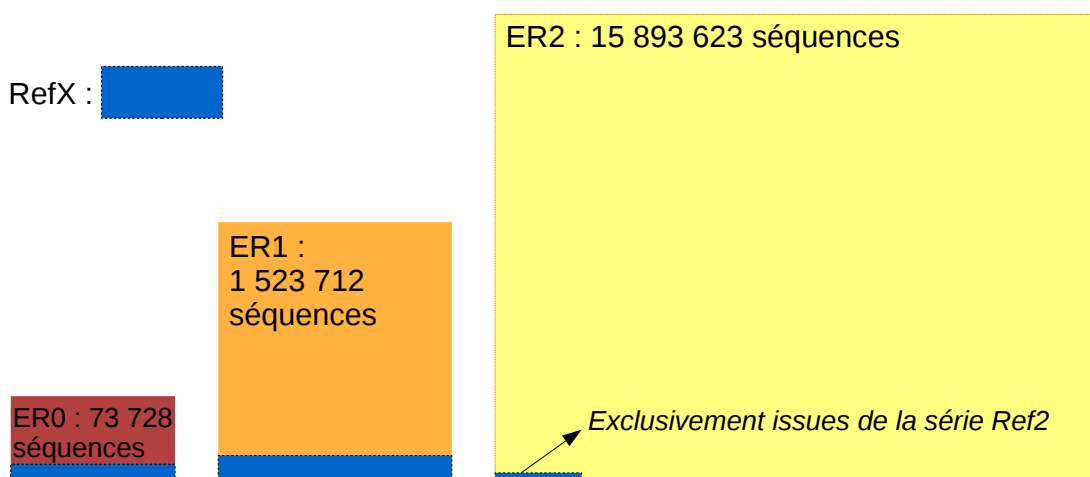 ER2 : 15 893 623 séquences
RefX :
ER1 :
1 523 712
séquences
ER0 : 73 728
séquences
Exclusivement issues de la série Ref2